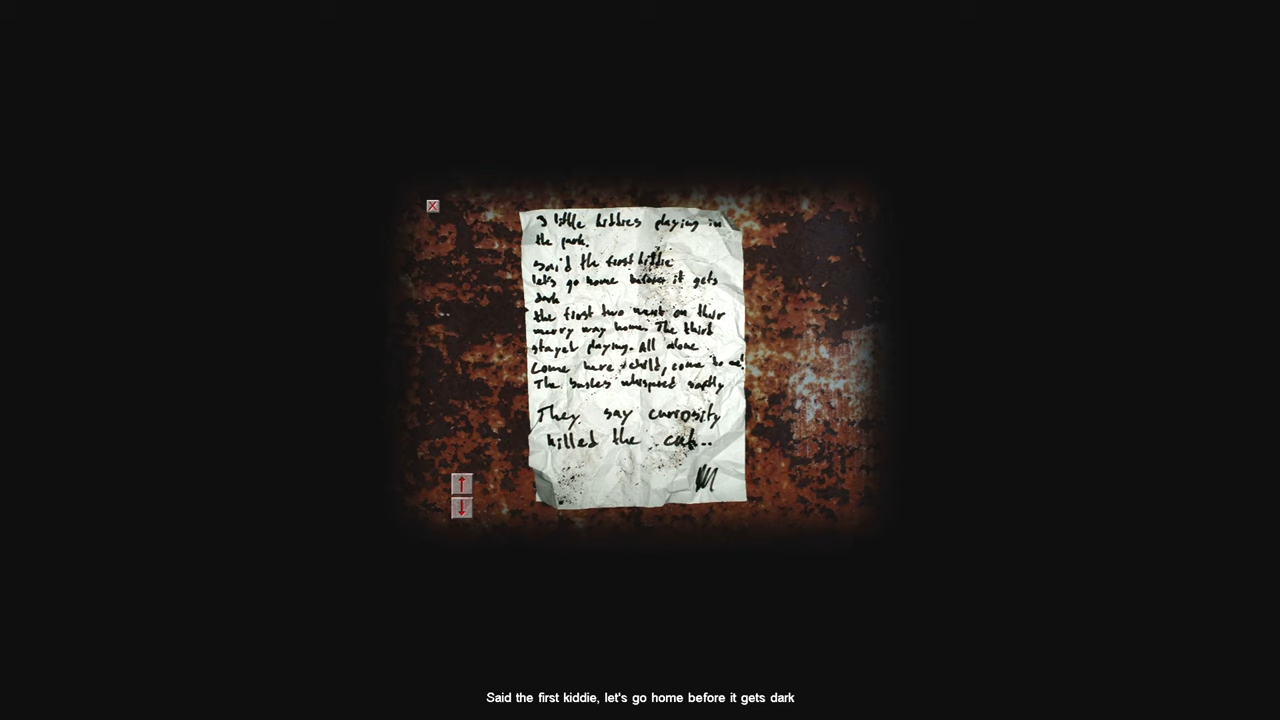 3 little kiddies playing in
the park.
said the first kiddie
let's go home before it gets
dark
the first two went on their
merry way home. The third
stayed playing. All alone
Come here child, come to me!
The bushes whispered softly
They say curiosity
killed the cat..
Said the first kiddie, let's go home before it gets dark